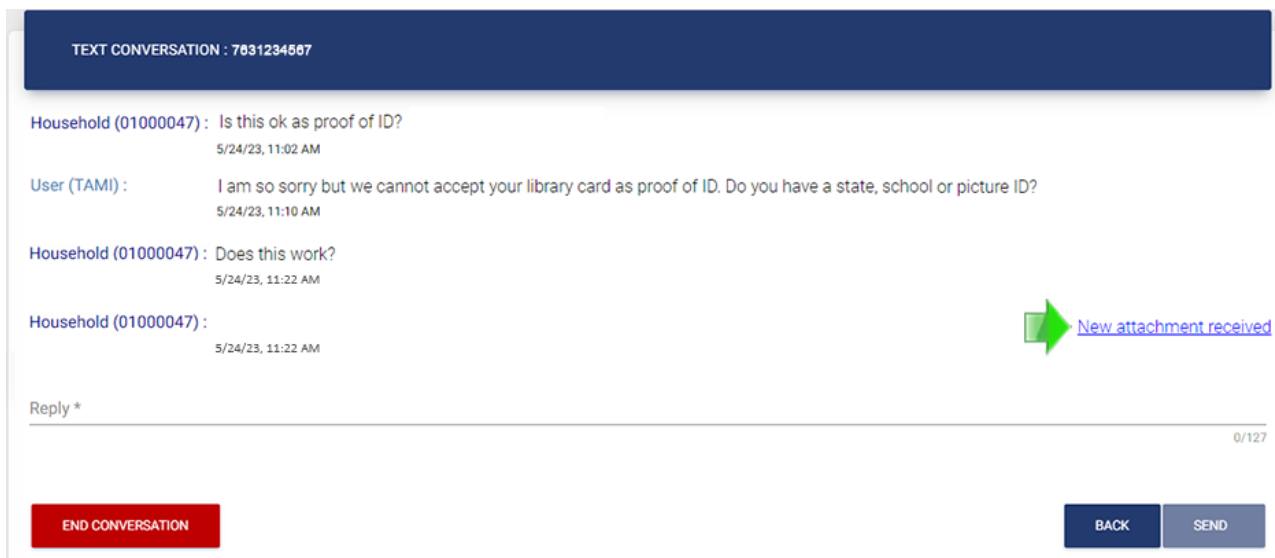 TEXT CONVERSATION : 7631234567
Household (01000047) : Is this ok as proof of ID?
5/24/23, 11:02 AM
User (TAMI) : I am so sorry but we cannot accept your library card as proof of ID. Do you have a state, school or picture ID?
5/24/23, 11:10 AM
Household (01000047) : Does this work?
5/24/23, 11:22 AM
Household (01000047) : New attachment received
5/24/23, 11:22 AM
Reply *
0/127
END CONVERSATION BACK SEND